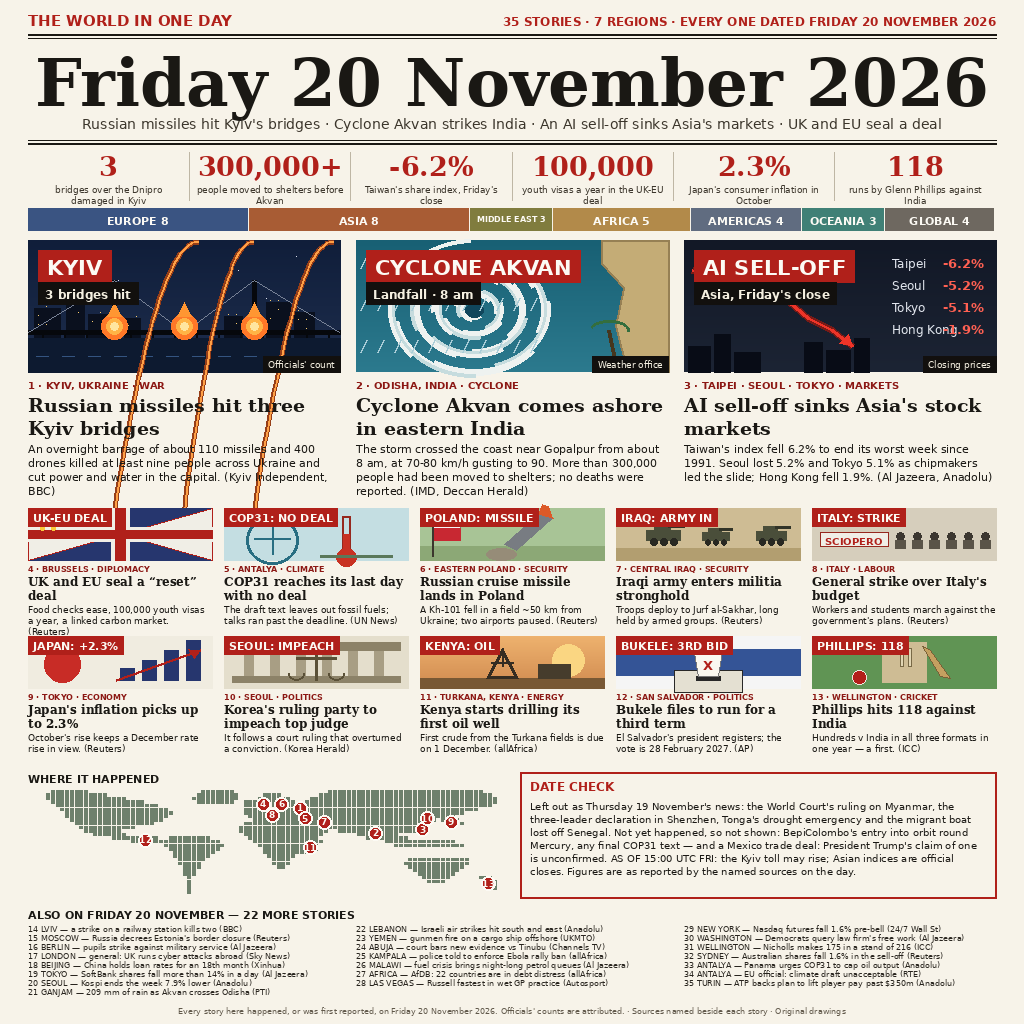 THE WORLD IN ONE DAY
35 STORIES · 7 REGIONS · EVERY ONE DATED FRIDAY 20 NOVEMBER 2026
Friday 20 November 2026
Russian missiles hit Kyiv's bridges · Cyclone Akvan strikes India · An AI sell-off sinks Asia's markets · UK and EU seal a deal
3
bridges over the Dnipro
damaged in Kyiv
300,000+
people moved to shelters before
Akvan
-6.2%
Taiwan's share index, Friday's
close
100,000
youth visas a year in the UK-EU
deal
2.3%
Japan's consumer inflation in
October
118
runs by Glenn Phillips against
India
EUROPE 8
ASIA 8
MIDDLE EAST 3
AFRICA 5
AMERICAS 4
OCEANIA 3
GLOBAL 4
KYIV
3 bridges hit
Officials' count
CYCLONE AKVAN
Landfall · 8 am
Weather office
AI SELL-OFF
Asia, Friday's close
Taipei -6.2%
Seoul -5.2%
Tokyo -5.1%
Hong Kong -1.9%
Closing prices
1 · KYIV, UKRAINE · WAR
Russian missiles hit three
Kyiv bridges
An overnight barrage of about 110 missiles and 400
drones killed at least nine people across Ukraine and
cut power and water in the capital. (Kyiv Independent,
BBC)
2 · ODISHA, INDIA · CYCLONE
Cyclone Akvan comes ashore
in eastern India
The storm crossed the coast near Gopalpur from about
8 am, at 70-80 km/h gusting to 90. More than 300,000
people had been moved to shelters; no deaths were
reported. (IMD, Deccan Herald)
3 · TAIPEI · SEOUL · TOKYO · MARKETS
AI sell-off sinks Asia's stock
markets
Taiwan's index fell 6.2% to end its worst week since
1991. Seoul lost 5.2% and Tokyo 5.1% as chipmakers
led the slide; Hong Kong fell 1.9%. (Al Jazeera, Anadolu)
UK-EU DEAL
4 · BRUSSELS · DIPLOMACY
UK and EU seal a “reset”
deal
Food checks ease, 100,000 youth visas
a year, a linked carbon market.
(Reuters)
COP31: NO DEAL
5 · ANTALYA · CLIMATE
COP31 reaches its last day
with no deal
The draft text leaves out fossil fuels;
talks ran past the deadline. (UN News)
POLAND: MISSILE
6 · EASTERN POLAND · SECURITY
Russian cruise missile
lands in Poland
A Kh-101 fell in a field ~50 km from
Ukraine; two airports paused. (Reuters)
IRAQ: ARMY IN
7 · CENTRAL IRAQ · SECURITY
Iraqi army enters militia
stronghold
Troops deploy to Jurf al-Sakhar, long
held by armed groups. (Reuters)
ITALY: STRIKE
SCIOPERO
8 · ITALY · LABOUR
General strike over Italy's
budget
Workers and students march against the
government's plans. (Reuters)
JAPAN: +2.3%
9 · TOKYO · ECONOMY
Japan's inflation picks up
to 2.3%
October's rise keeps a December rate
rise in view. (Reuters)
SEOUL: IMPEACH
10 · SEOUL · POLITICS
Korea's ruling party to
impeach top judge
It follows a court ruling that overturned
a conviction. (Korea Herald)
KENYA: OIL
11 · TURKANA, KENYA · ENERGY
Kenya starts drilling its
first oil well
First crude from the Turkana fields is due
on 1 December. (allAfrica)
BUKELE: 3RD BID
X
12 · SAN SALVADOR · POLITICS
Bukele files to run for a
third term
El Salvador's president registers; the
vote is 28 February 2027. (AP)
PHILLIPS: 118
13 · WELLINGTON · CRICKET
Phillips hits 118 against
India
Hundreds v India in all three formats in
one year — a first. (ICC)
WHERE IT HAPPENED
4
6
1
8
5
7
10
9
3
2
12
11
13
DATE CHECK
Left out as Thursday 19 November's news: the World Court's ruling on Myanmar, the
three-leader declaration in Shenzhen, Tonga's drought emergency and the migrant boat
lost off Senegal. Not yet happened, so not shown: BepiColombo's entry into orbit round
Mercury, any final COP31 text — and a Mexico trade deal: President Trump's claim of one
is unconfirmed. AS OF 15:00 UTC FRI: the Kyiv toll may rise; Asian indices are official
closes. Figures are as reported by the named sources on the day.
ALSO ON FRIDAY 20 NOVEMBER — 22 MORE STORIES
14 LVIV — a strike on a railway station kills two (BBC)
15 MOSCOW — Russia decrees Estonia's border closure (Reuters)
16 BERLIN — pupils strike against military service (Al Jazeera)
17 LONDON — general: UK runs cyber attacks abroad (Sky News)
18 BEIJING — China holds loan rates for an 18th month (Xinhua)
19 TOKYO — SoftBank shares fall more than 14% in a day (Al Jazeera)
20 SEOUL — Kospi ends the week 7.9% lower (Anadolu)
21 GANJAM — 209 mm of rain as Akvan crosses Odisha (PTI)
22 LEBANON — Israeli air strikes hit south and east (Anadolu)
23 YEMEN — gunmen fire on a cargo ship offshore (UKMTO)
24 ABUJA — court bars new evidence vs Tinubu (Channels TV)
25 KAMPALA — police told to enforce Ebola rally ban (allAfrica)
26 MALAWI — fuel crisis brings night-long petrol queues (Al Jazeera)
27 AFRICA — AfDB: 22 countries are in debt distress (allAfrica)
28 LAS VEGAS — Russell fastest in wet GP practice (Autosport)
29 NEW YORK — Nasdaq futures fall 1.6% pre-bell (24/7 Wall St)
30 WASHINGTON — Democrats query law firm's free work (Al Jazeera)
31 WELLINGTON — Nicholls makes 175 in a stand of 216 (ICC)
32 SYDNEY — Australian shares fall 1.6% in the sell-off (Reuters)
33 ANTALYA — Panama urges COP31 to cap oil output (Anadolu)
34 ANTALYA — EU official: climate draft unacceptable (RTE)
35 TURIN — ATP backs plan to lift player pay past $350m (Anadolu)
Every story here happened, or was first reported, on Friday 20 November 2026. Officials' counts are attributed. · Sources named beside each story · Original drawings